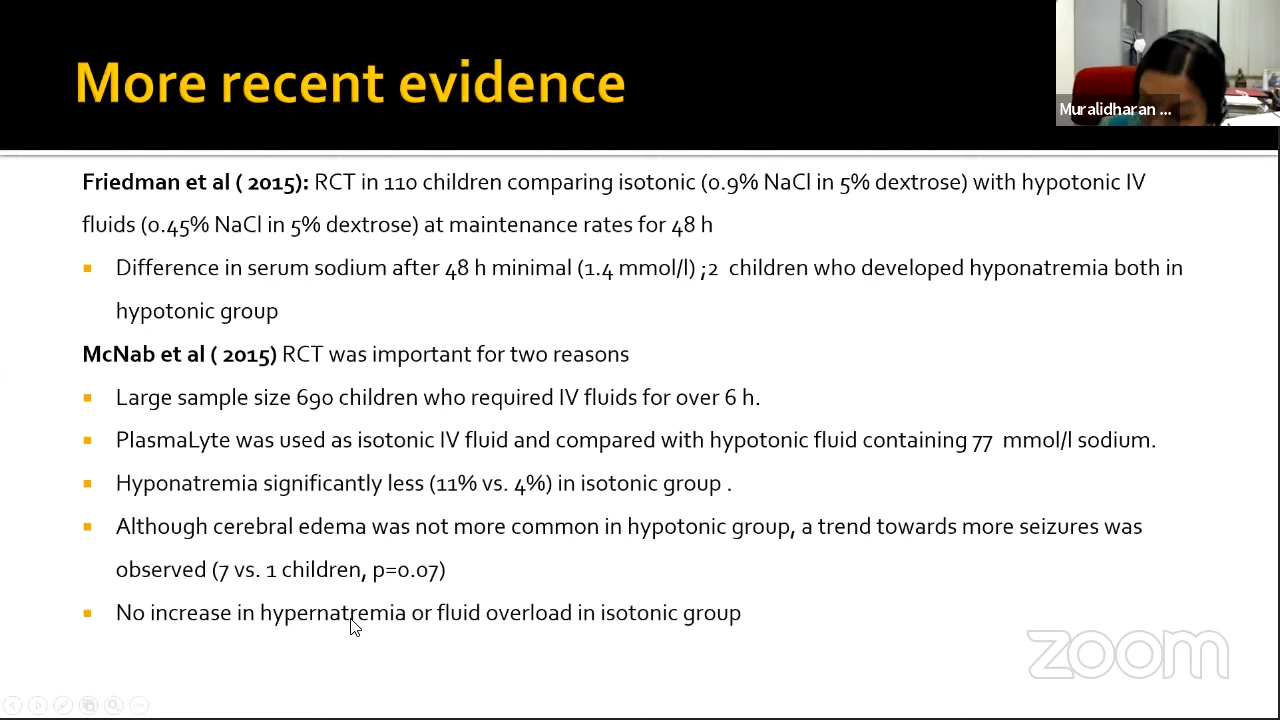 More recent evidence
Muralidharan ...
Friedman et al ( 2015): RCT in 110 children comparing isotonic (0.9% NaCl in 5% dextrose) with hypotonic IV
fluids (0.45% NaCl in 5% dextrose) at maintenance rates for 48 h
Difference in serum sodium after 48 h minimal (1.4 mmol/l) ;2 children who developed hyponatremia both in
hypotonic group
McNab et al ( 2015) RCT was important for two reasons
Large sample size 690 children who required IV fluids for over 6 h.
PlasmaLyte was used as isotonic IV fluid and compared with hypotonic fluid containing 77 mmol/l sodium.
Hyponatremia significantly less (11% vs. 4%) in isotonic group .
Although cerebral edema was not more common in hypotonic group, a trend towards more seizures was
observed (7 vs. 1 children, p=0.07)
No increase in hypernatremia or fluid overload in isotonic group
zoom